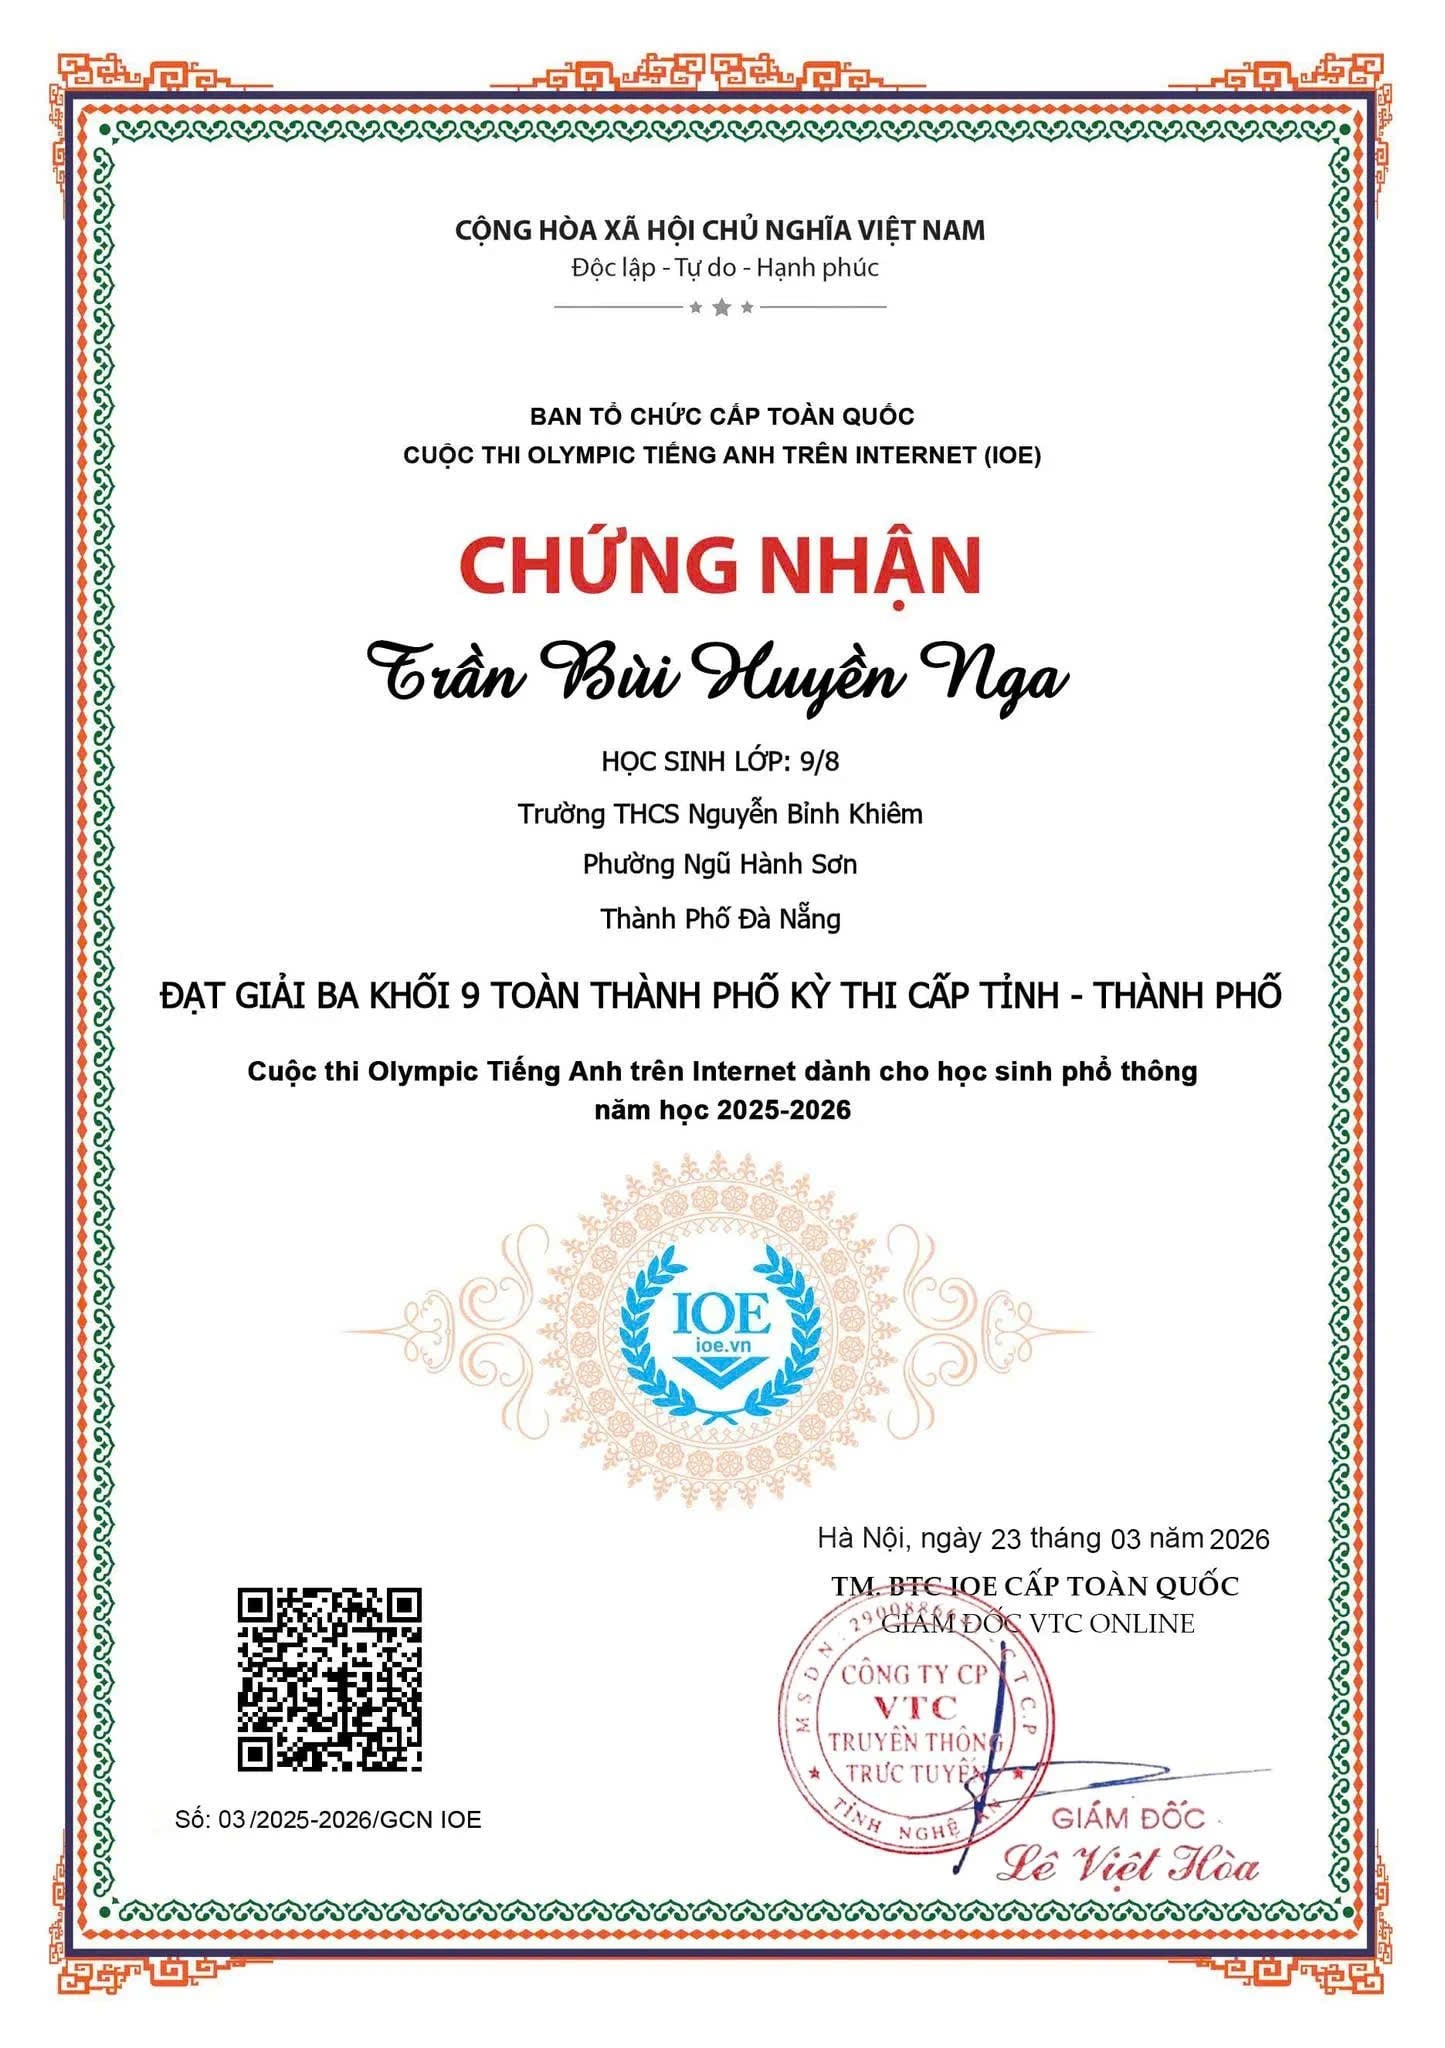 CỘNG HÒA XÃ HỘI CHỦ NGHĨA VIỆT NAM
Độc lập - Tự do - Hạnh phúc
BAN TỔ CHỨC CẤP TOÀN QUỐC
CUỘC THI OLYMPIC TIẾNG ANH TRÊN INTERNET (IOE)
CHỨNG NHẬN
Trần Bùi Huyền Nga
HỌC SINH LỚP: 9/8
Trường THCS Nguyễn Bỉnh Khiêm
Phường Ngũ Hành Sơn
Thành Phố Đà Nẵng
ĐẠT GIẢI BA KHỐI 9 TOÀN THÀNH PHỐ KỲ THI CẤP TỈNH - THÀNH PHỐ
Cuộc thi Olympic Tiếng Anh trên Internet dành cho học sinh phổ thông
năm học 2025-2026
IOE
ioe.vn
Hà Nội, ngày 23 tháng 03 năm 2026
TM. BTC IOE CẤP TOÀN QUỐC
GIÁM ĐỐC VTC ONLINE
M.S.D.N: C.T.C.P
CÔNG TY CP
VTC
TRUYỀN THÔNG
TRỰC TUYẾN
TỈNH NGHỆ AN
GIÁM ĐỐC
Lê Việt Hòa
Số: 03 /2025-2026/GCN IOE